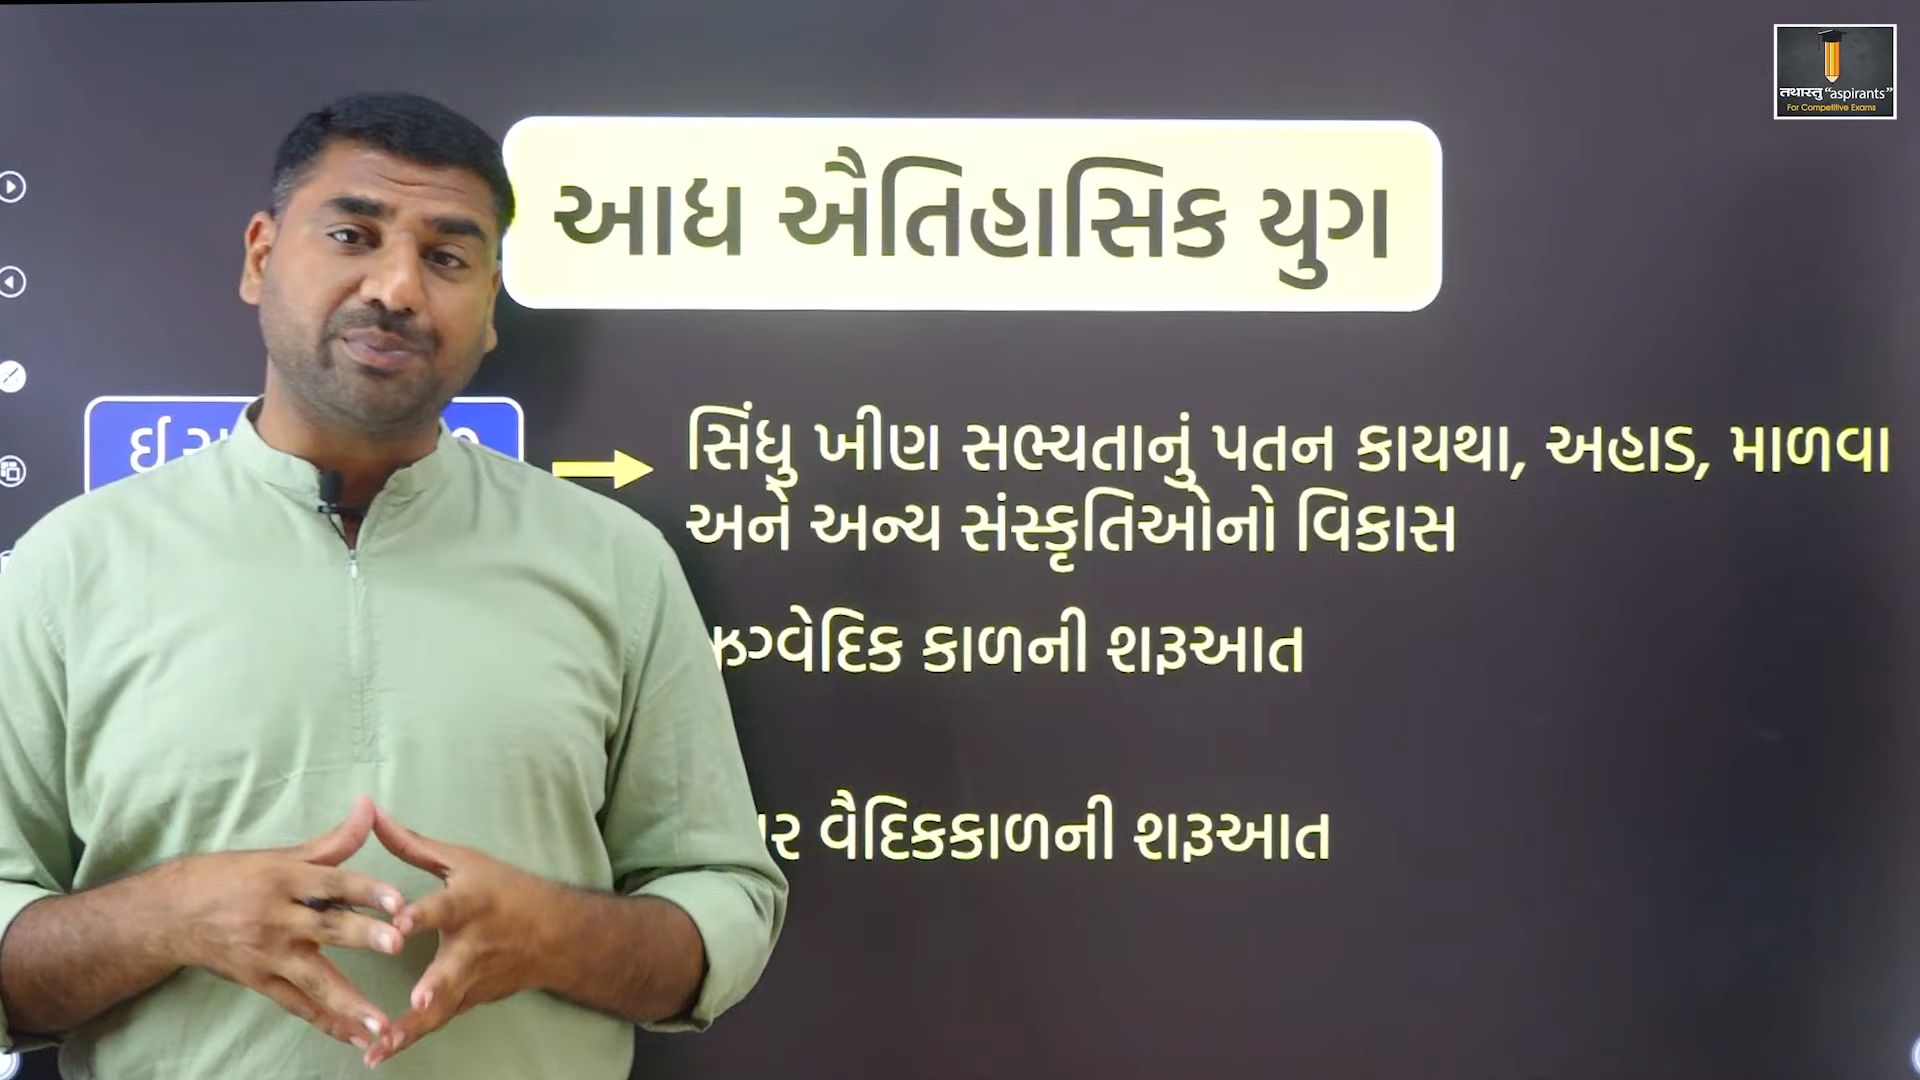 તથાસ્તુ "aspirants"
For Competitive Exams
આદ્ય ઐતિહાસિક યુગ
સિંધુ ખીણ સભ્યતાનું પતન કાયથા, અહાડ, માળવા
અને અન્ય સંસ્કૃતિઓનો વિકાસ
ઋગ્વેદિક કાળની શરૂઆત
વૈદિકકાળની શરૂઆત